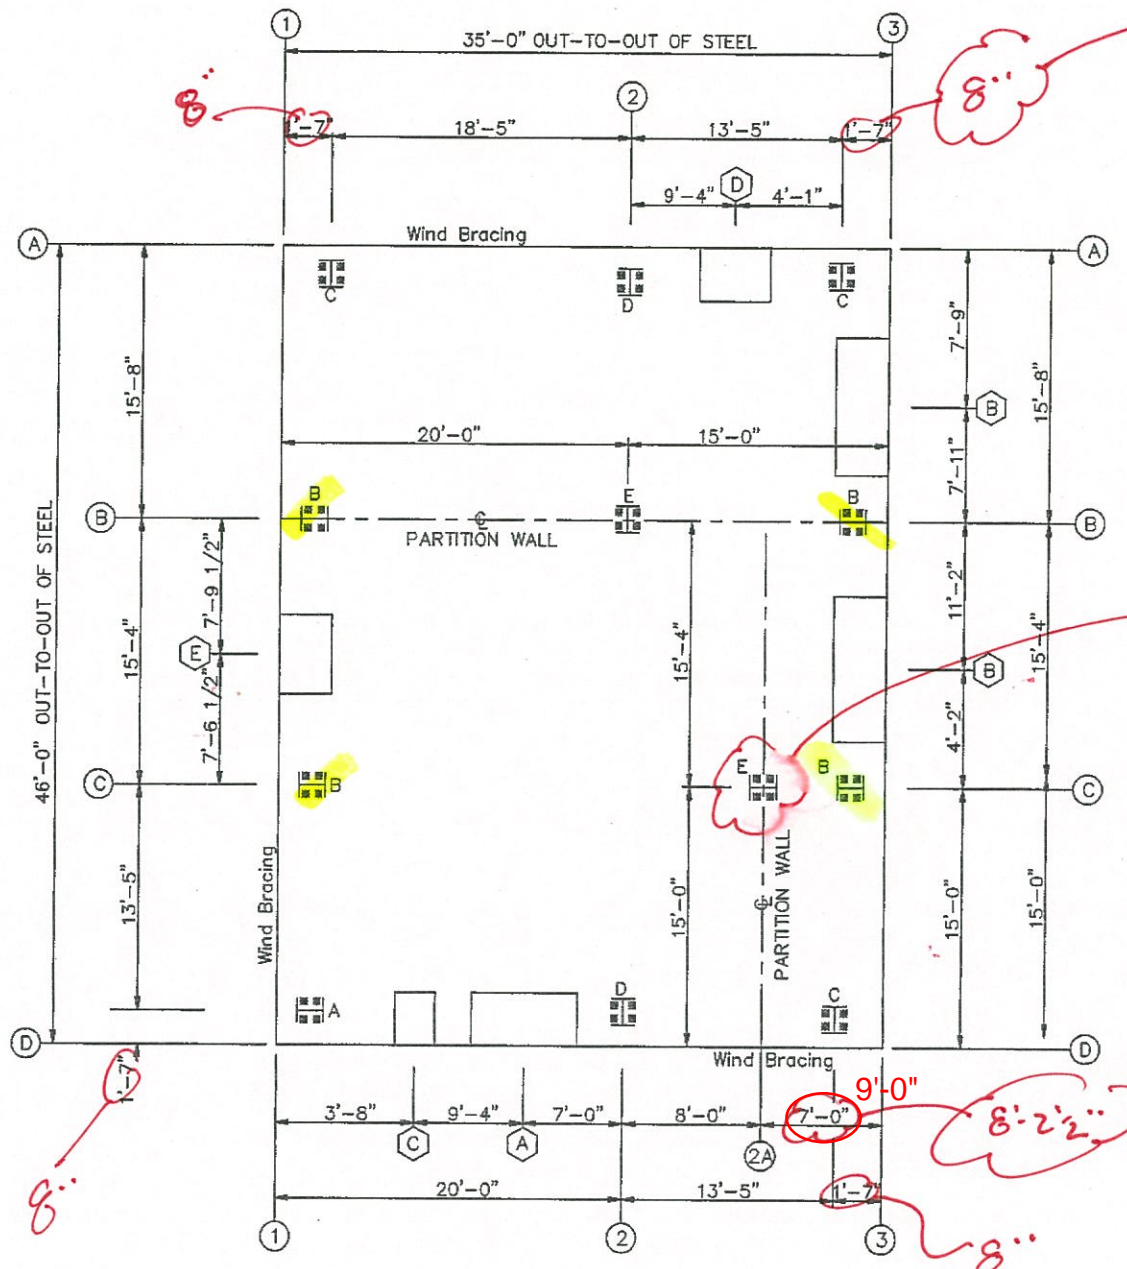 1
3
35'-0" OUT-TO-OUT OF STEEL
8"
8"
2
1'-7"
18'-5"
13'-5"
1'-7"
D
9'-4"
4'-1"
A
Wind Bracing
A
C
D
C
7'-9"
15'-8"
15'-8"
B
20'-0"
15'-0"
7'-11"
B
E
B
B
B
℄
PARTITION WALL
46'-0" OUT-TO-OUT OF STEEL
7'-9 1/2"
11'-2"
15'-4"
E
15'-4"
15'-4"
B
7'-6 1/2"
4'-2"
C
B
E
B
C
Wind Bracing
13'-5"
15'-0"
℄
PARTITION WALL
15'-0"
15'-0"
A
D
C
D
D
1'-7"
Wind Bracing
9'-0"
3'-8"
9'-4"
7'-0"
8'-0"
7'-0"
8'-2½"
C
A
2A
8"
20'-0"
13'-5"
1'-7"
1
2
3
8"